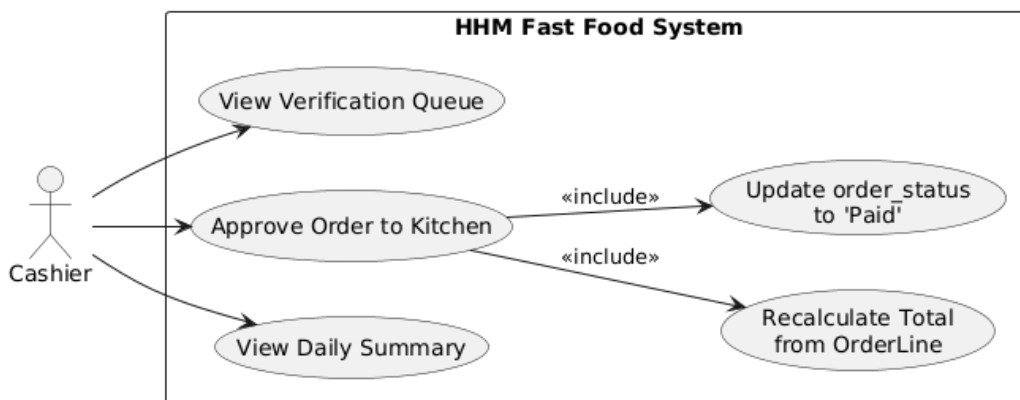 HHM Fast Food System
View Verification Queue
Approve Order to Kitchen
View Daily Summary
Cashier
«include»
«include»
Update order_status
to 'Paid'
Recalculate Total
from OrderLine